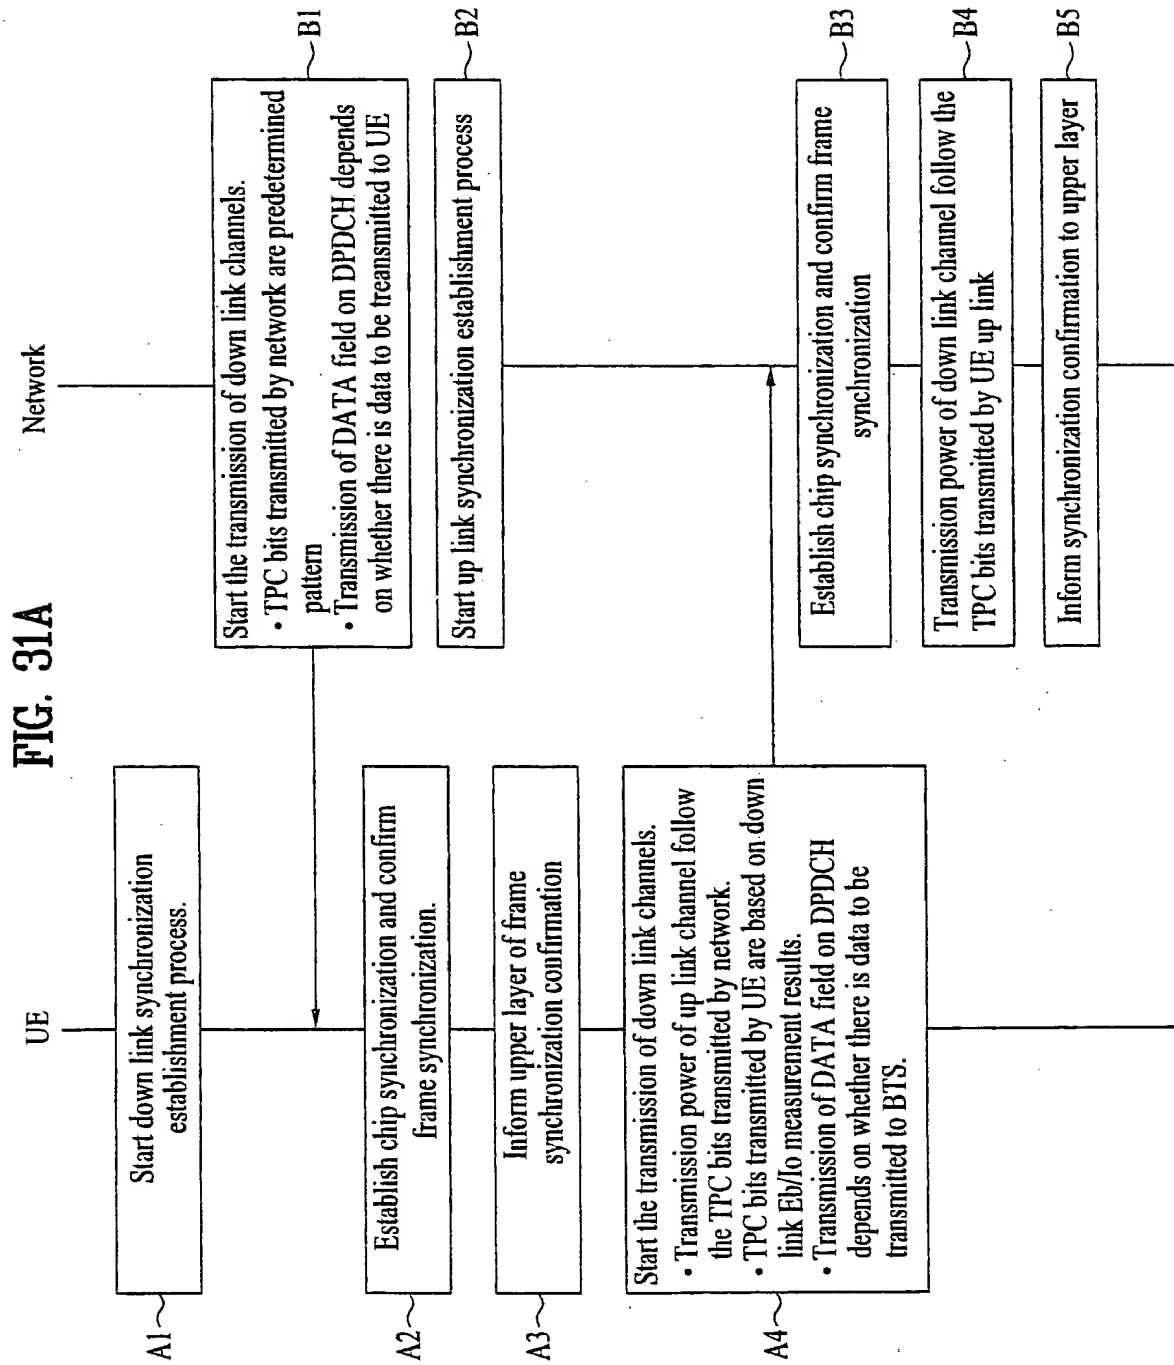 FIG. 31A
UE
Network
A1
Start down link synchronization
establishment process.
Start the transmission of down link channels.
• TPC bits transmitted by network are predetermined
pattern
• Transmission of DATA field on DPDCH depends
on whether there is data to be treansmitted to UE
B1
A2
Establish chip synchronization and confirm
frame synchronization.
Start up link synchronization establishment process
B2
A3
Inform upper layer of frame
synchronization confirmation
A4
Start the transmission of down link channels.
• Transmission power of up link channel follow
the TPC bits transmitted by network.
• TPC bits transmitted by UE are based on down
link Eb/Io measurement results.
• Transmission of DATA field on DPDCH
depends on whether there is data to be
transmitted to BTS.
Establish chip synchronization and confirm frame
synchronization
B3
Transmission power of down link channel follow the
TPC bits transmitted by UE up link
B4
Inform synchronization confirmation to upper layer
B5